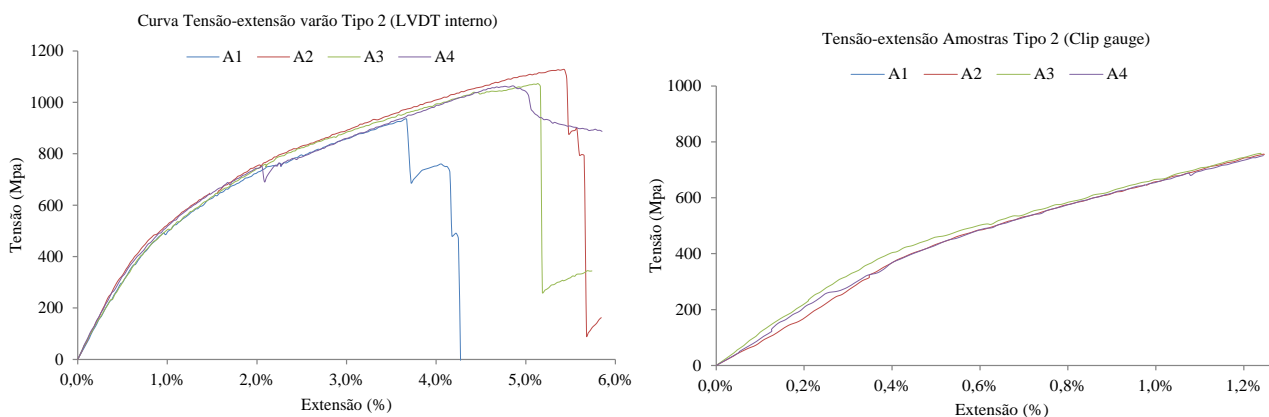 Curva Tensão-extensão varão Tipo 2 (LVDT interno)
A1 A2 A3 A4
Tensão (Mpa)
1200
1000
800
600
400
200
0
0,0% 1,0% 2,0% 3,0% 4,0% 5,0% 6,0%
Extensão (%)
Tensão-extensão Amostras Tipo 2 (Clip gauge)
A1 A2 A3 A4
Tensão (Mpa)
1000
800
600
400
200
0
0,0% 0,2% 0,4% 0,6% 0,8% 1,0% 1,2%
Extensão (%)